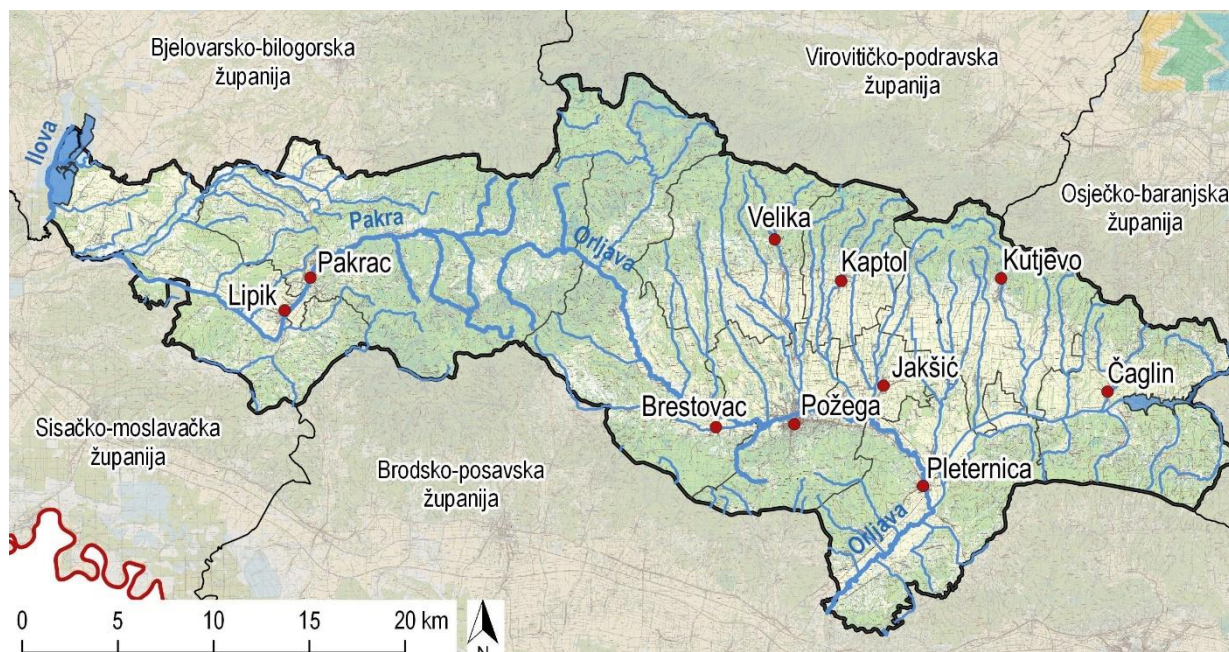 Bjelovarsko-bilogorska
županija
Virovitičko-podravska
županija
Ilova
Osječko-baranjska
županija
Velika
Pakra
Orljava
Kaptol
Kutjevo
Pakrac
Lipik
Jakšić
Čaglin
Brestovac
Požega
Sisačko-moslavačka
županija
Brodsko-posavska
županija
Pleternica
Orljava
0 5 10 15 20 km
N